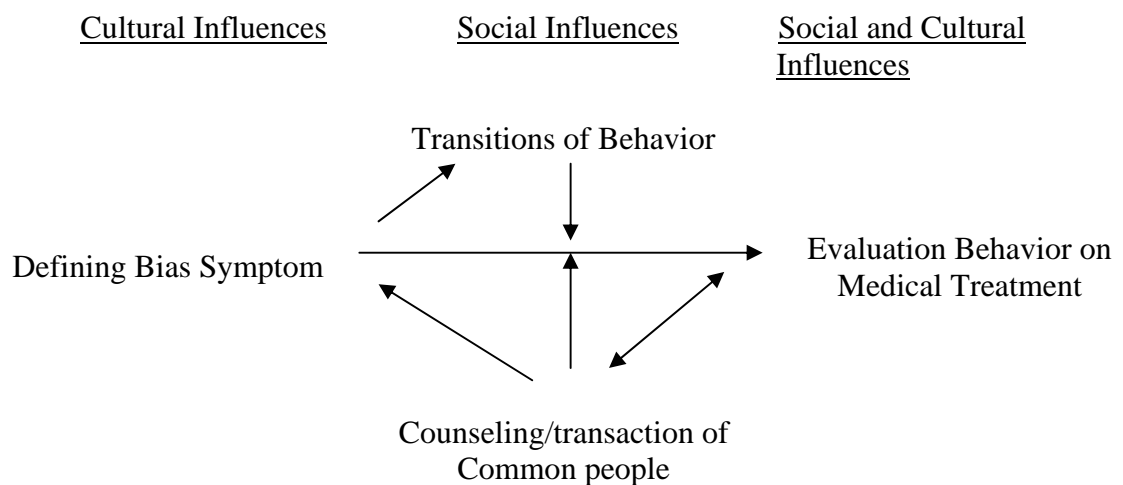 Cultural Influences
Social Influences
Social and Cultural
Influences
Transitions of Behavior
Defining Bias Symptom
Evaluation Behavior on
Medical Treatment
Counseling/transaction of
Common people